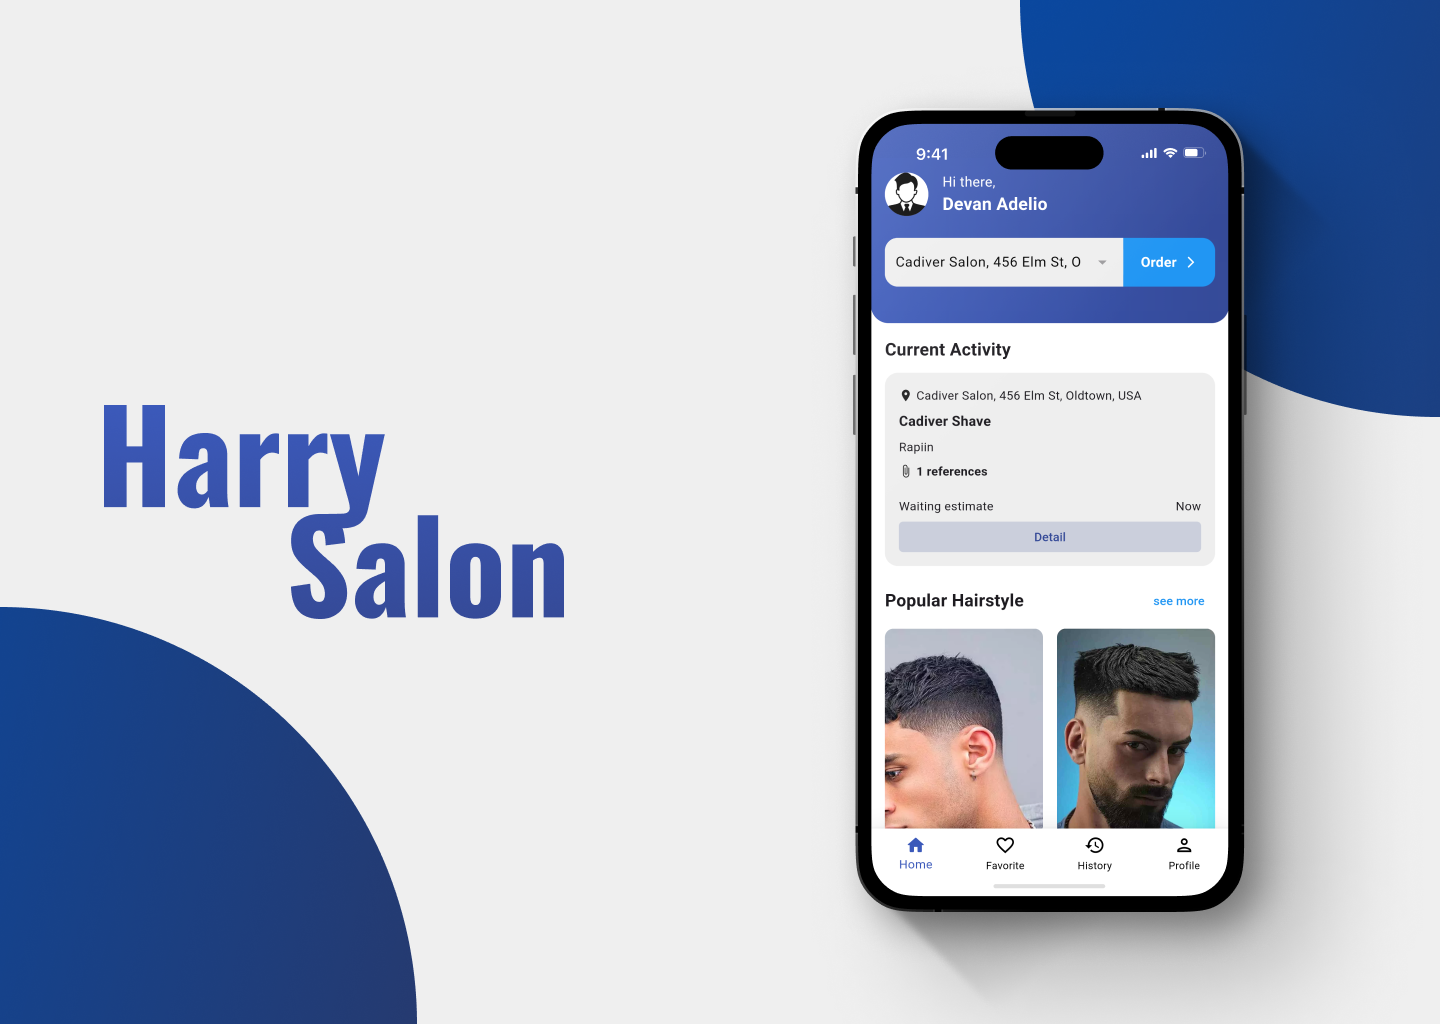 Harry
Salon
9:41
Hi there,
Devan Adelio
Cadiver Salon, 456 Elm St, O
Order
Current Activity
Cadiver Salon, 456 Elm St, Oldtown, USA
Cadiver Shave
Rapiin
1 references
Waiting estimate Now
Detail
Popular Hairstyle see more
Home Favorite History Profile